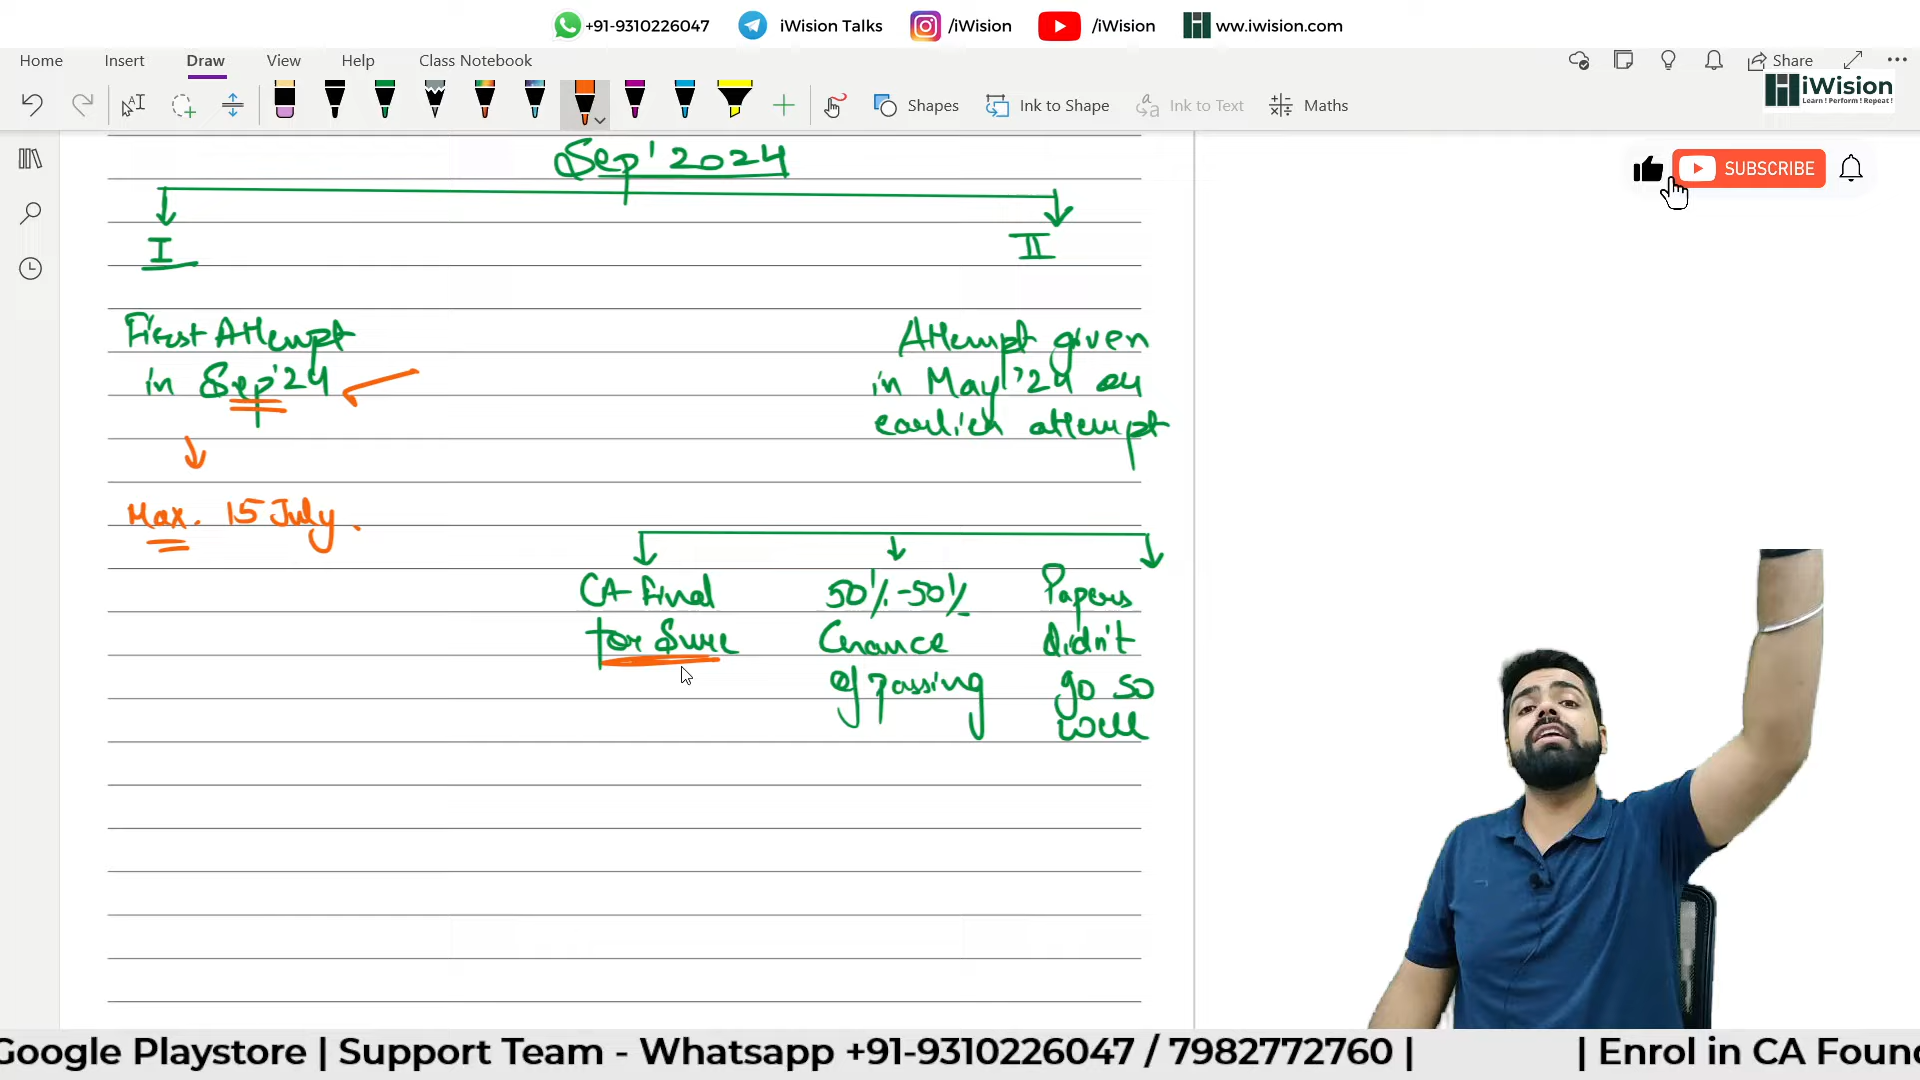 +91-9310226047 iWision Talks /iWision /iWision ww.iwision.com
Home Insert Draw View Help Class Notebook Share
Shapes Ink to Shape Ink to Text Maths
iWision
Learn ! Perform ! Repeat !
SUBSCRIBE
Sep' 2024
I II
First Attempt
in Sep'24
Max. 15 July.
Attempt given
in May '24 or
earlier attempt
CA Final
for Sure
50%-50%
Chance
of passing
Papers
didn't
go so
well
Google Playstore | Support Team - Whatsapp +91-9310226047 / 7982772760 | | Enrol in CA Foun